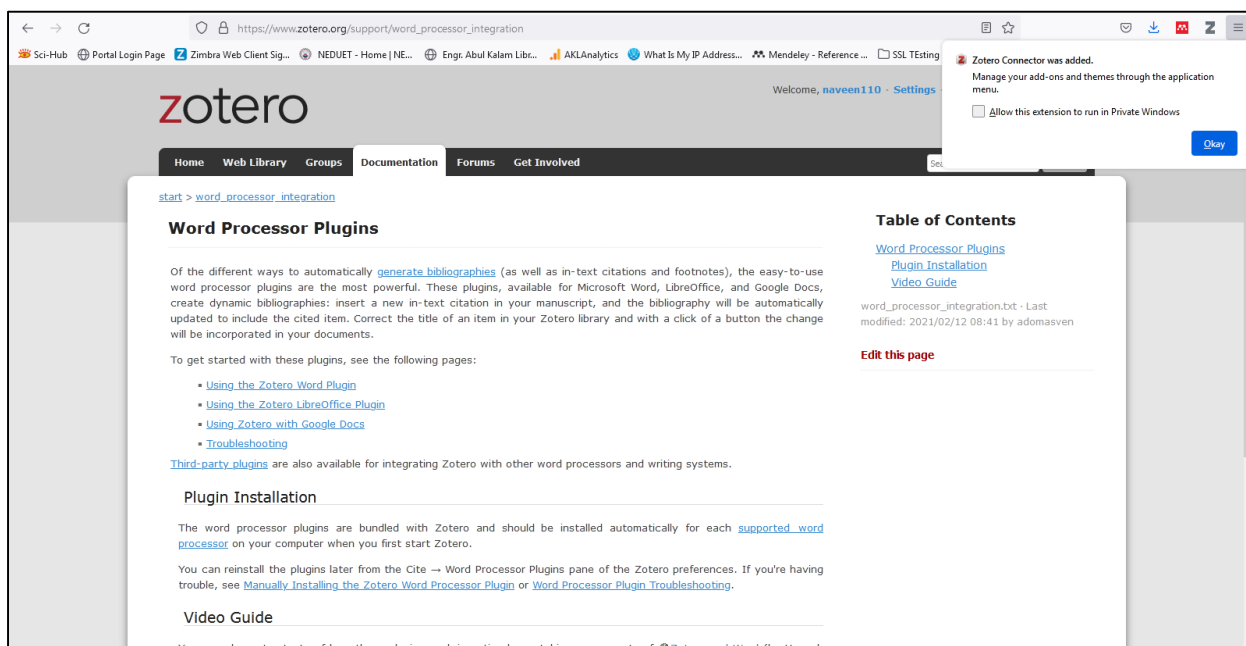 https://www.zotero.org/support/word_processor_integration
Sci-Hub Portal Login Page Zimbra Web Client Sig... NEDUET - Home | NE... Engr. Abul Kalam Libr... AKLAnalytics What Is My IP Address... Mendeley - Reference ... SSL TEsting
Zotero Connector was added.
Manage your add-ons and themes through the application
menu.
Allow this extension to run in Private Windows
Okay
zotero
Welcome, naveen110 · Settings
Home Web Library Groups Documentation Forums Get Involved
start > word_processor_integration
Word Processor Plugins
Of the different ways to automatically generate bibliographies (as well as in-text citations and footnotes), the easy-to-use
word processor plugins are the most powerful. These plugins, available for Microsoft Word, LibreOffice, and Google Docs,
create dynamic bibliographies: insert a new in-text citation in your manuscript, and the bibliography will be automatically
updated to include the cited item. Correct the title of an item in your Zotero library and with a click of a button the change
will be incorporated in your documents.
To get started with these plugins, see the following pages:
Using the Zotero Word Plugin
Using the Zotero LibreOffice Plugin
Using Zotero with Google Docs
Troubleshooting
Third-party plugins are also available for integrating Zotero with other word processors and writing systems.
Plugin Installation
The word processor plugins are bundled with Zotero and should be installed automatically for each supported word
processor on your computer when you first start Zotero.
You can reinstall the plugins later from the Cite → Word Processor Plugins pane of the Zotero preferences. If you're having
trouble, see Manually Installing the Zotero Word Processor Plugin or Word Processor Plugin Troubleshooting.
Video Guide
Table of Contents
Word Processor Plugins
Plugin Installation
Video Guide
word_processor_integration.txt · Last
modified: 2021/02/12 08:41 by adomasven
Edit this page